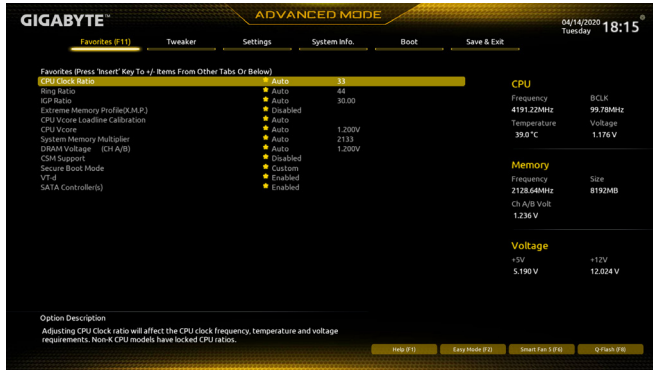 GIGABYTE™
ADVANCED MODE
04/14/2020
Tuesday 18:15
Favorites (F11) Tweaker Settings System Info. Boot Save & Exit
Favorites (Press 'Insert' Key To +/- Items From Other Tabs Or Below)
CPU Clock Ratio Auto 33
Ring Ratio Auto 44
IGP Ratio Auto 30.00
Extreme Memory Profile(X.M.P.) Disabled
CPU Vcore Loadline Calibration Auto
CPU Vcore Auto 1.200V
System Memory Multiplier Auto 2133
DRAM Voltage (CH A/B) Auto 1.200V
CSM Support Disabled
Secure Boot Mode Custom
VT-d Enabled
SATA Controller(s) Enabled
CPU
Frequency BCLK
4191.22MHz 99.78MHz
Temperature Voltage
39.0 °C 1.176 V
Memory
Frequency Size
2128.64MHz 8192MB
Ch A/B Volt
1.236 V
Voltage
+5V +12V
5.190 V 12.024 V
Option Description
Adjusting CPU Clock ratio will affect the CPU clock frequency, temperature and voltage
requirements. Non-K CPU models have locked CPU ratios.
Help (F1) Easy Mode (F2) Smart Fan 5 (F6) Q-Flash (F8)